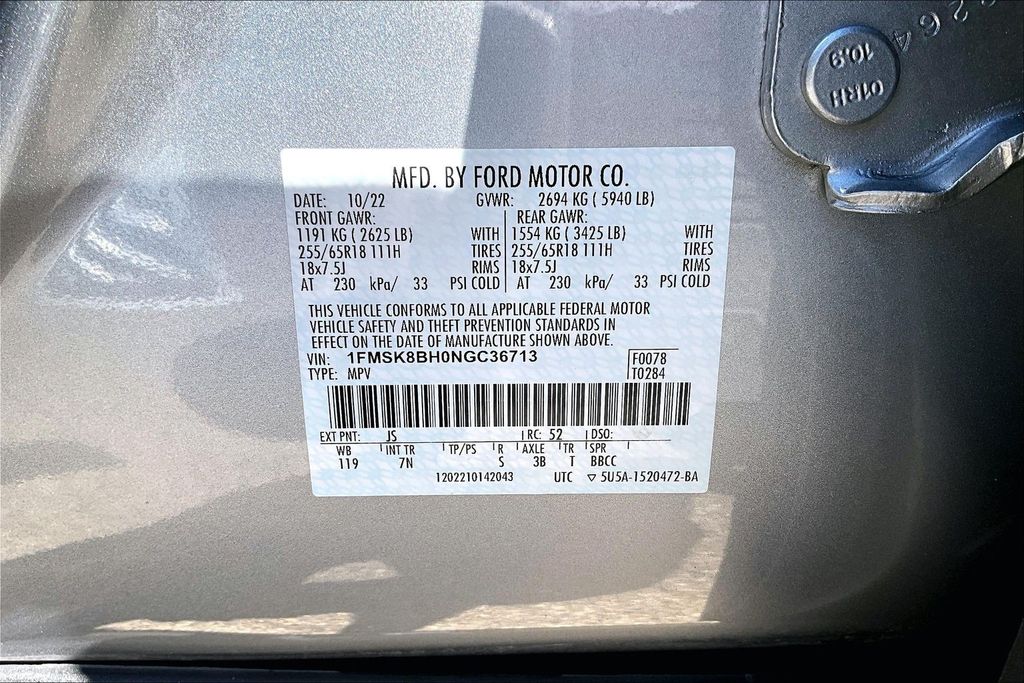 264
10.9
01RH
MFD. BY FORD MOTOR CO.
DATE: 10/22 GVWR: 2694 KG ( 5940 LB)
FRONT GAWR: REAR GAWR:
1191 KG ( 2625 LB) WITH 1554 KG ( 3425 LB) WITH
255/65R18 111H TIRES 255/65R18 111H TIRES
18x7.5J RIMS 18x7.5J RIMS
AT 230 kPa/ 33 PSI COLD AT 230 kPa/ 33 PSI COLD
THIS VEHICLE CONFORMS TO ALL APPLICABLE FEDERAL MOTOR
VEHICLE SAFETY AND THEFT PREVENTION STANDARDS IN
EFFECT ON THE DATE OF MANUFACTURE SHOWN ABOVE.
VIN: 1FMSK8BH0NGC36713 F0078
TYPE: MPV T0284
EXT PNT: JS RC: 52 DSO:
WB INT TR TP/PS R AXLE TR SPR
119 7N S 3B T BBCC
1202210142043 UTC ▽ 5U5A-1520472-BA